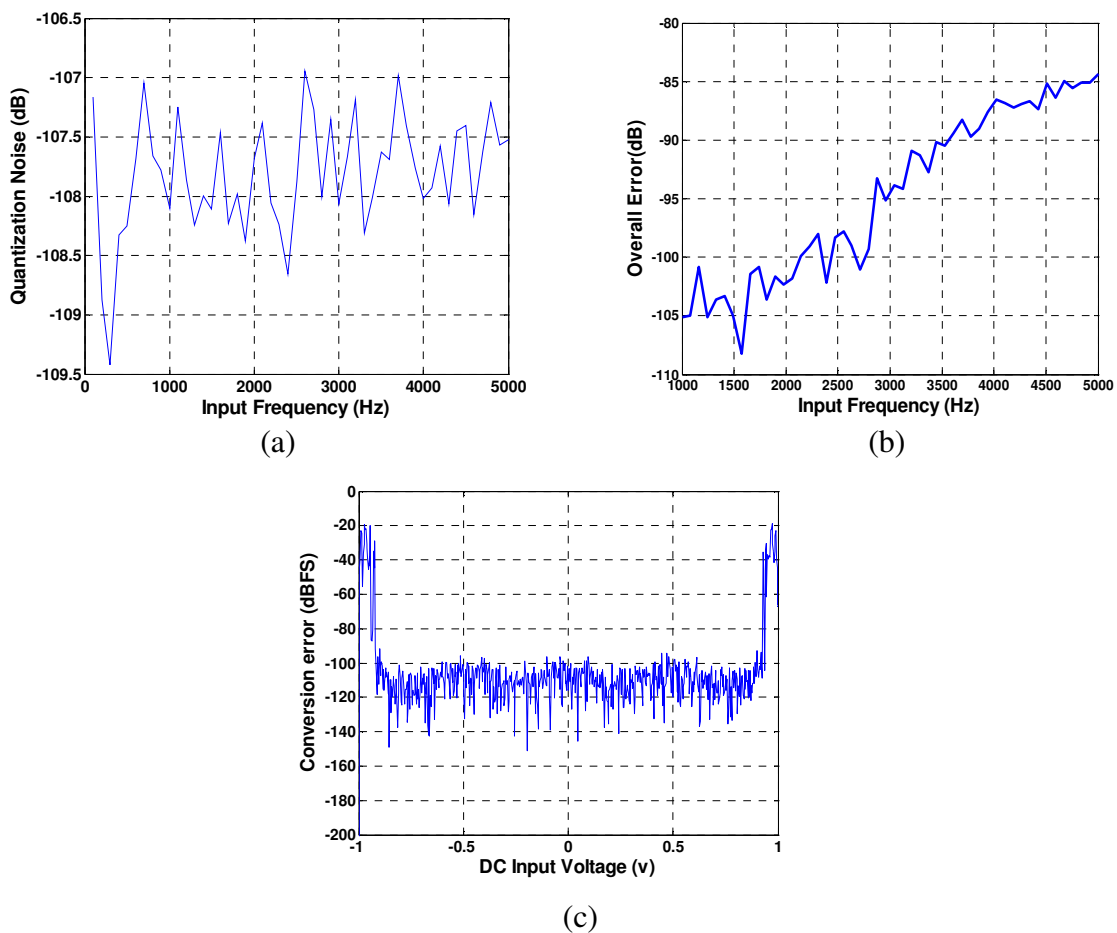 -106.5
-107
-107.5
-108
-108.5
-109
-109.5
0 1000 2000 3000 4000 5000
Quantization Noise (dB)
Input Frequency (Hz)
(a)
-80
-85
-90
-95
-100
-105
-110
1000 1500 2000 2500 3000 3500 4000 4500 5000
Overall Error(dB)
Input Frequency (Hz)
(b)
0
-20
-40
-60
-80
-100
-120
-140
-160
-180
-200
-1 -0.5 0 0.5 1
Conversion error (dBFS)
DC Input Voltage (v)
(c)